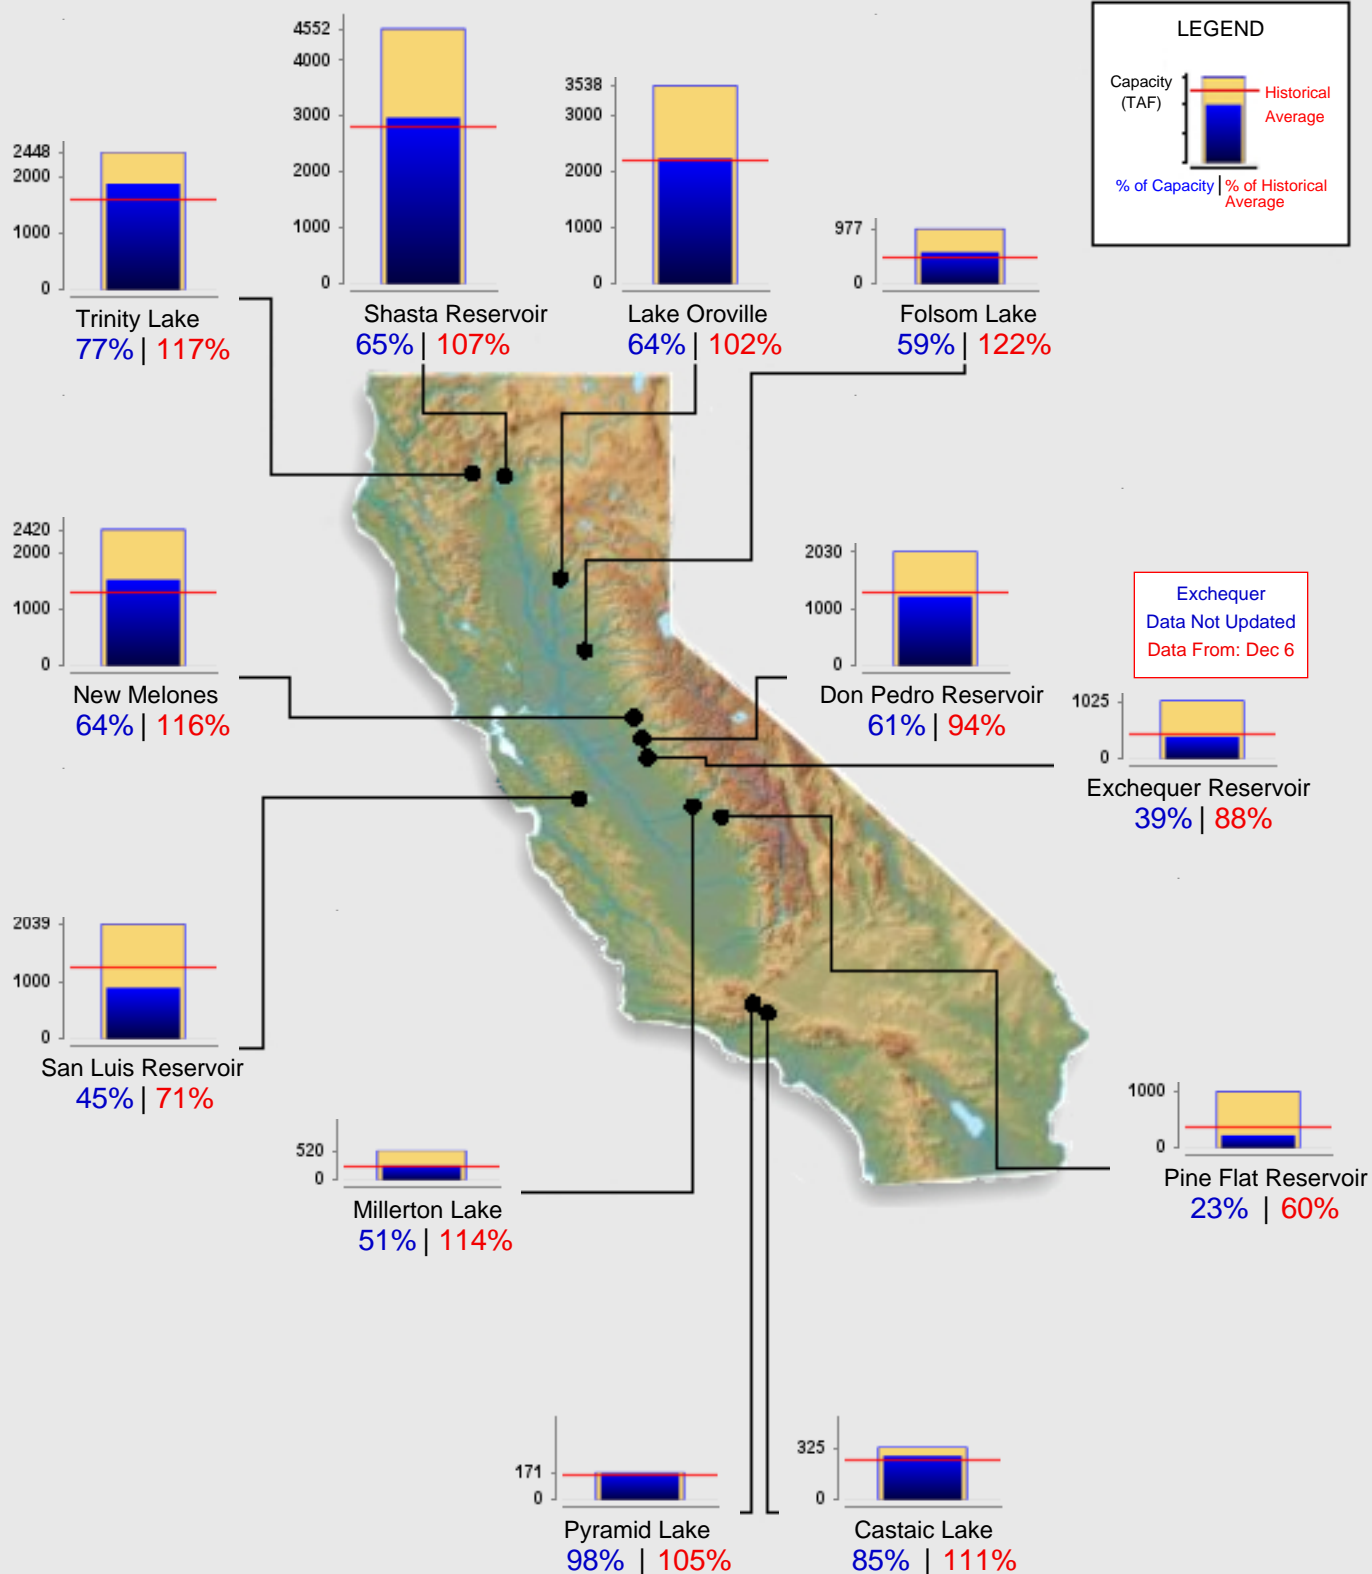 LEGEND
Capacity
(TAF)
Historical
Average
% of Capacity | % of Historical
Average
4552
4000
3000
2000
1000
0
Shasta Reservoir
65% | 107%
3538
3000
2000
1000
0
Lake Oroville
64% | 102%
2448
2000
1000
0
Trinity Lake
77% | 117%
977
0
Folsom Lake
59% | 122%
2420
2000
1000
0
New Melones
64% | 116%
2030
1000
0
Don Pedro Reservoir
61% | 94%
Exchequer
Data Not Updated
Data From: Dec 6
1025
0
Exchequer Reservoir
39% | 88%
2039
1000
0
San Luis Reservoir
45% | 71%
520
0
Millerton Lake
51% | 114%
1000
0
Pine Flat Reservoir
23% | 60%
171
0
Pyramid Lake
98% | 105%
325
0
Castaic Lake
85% | 111%